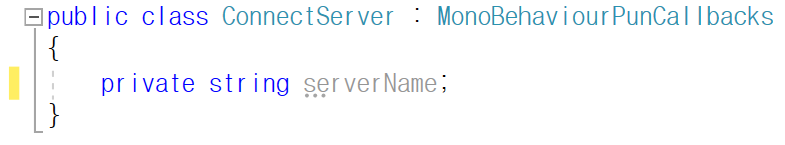 public class ConnectServer : MonoBehaviourPunCallbacks
{
private string serverName;
}